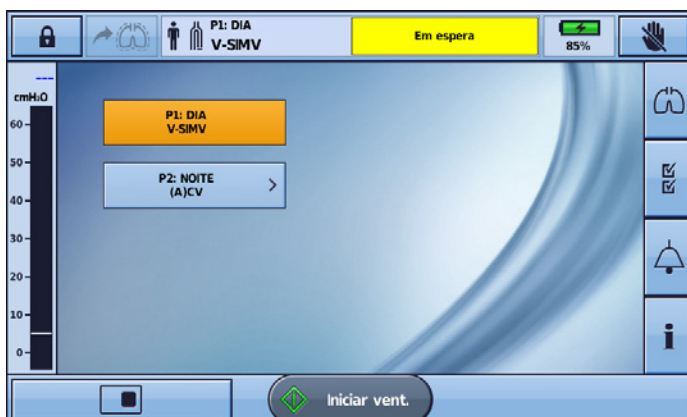 P1: DIA
V-SIMV
Em espera
85%
---
cmH₂O
60
50
40
30
20
10
0
P1: DIA
V-SIMV
P2: NOITE
(A)CV
Iniciar vent.